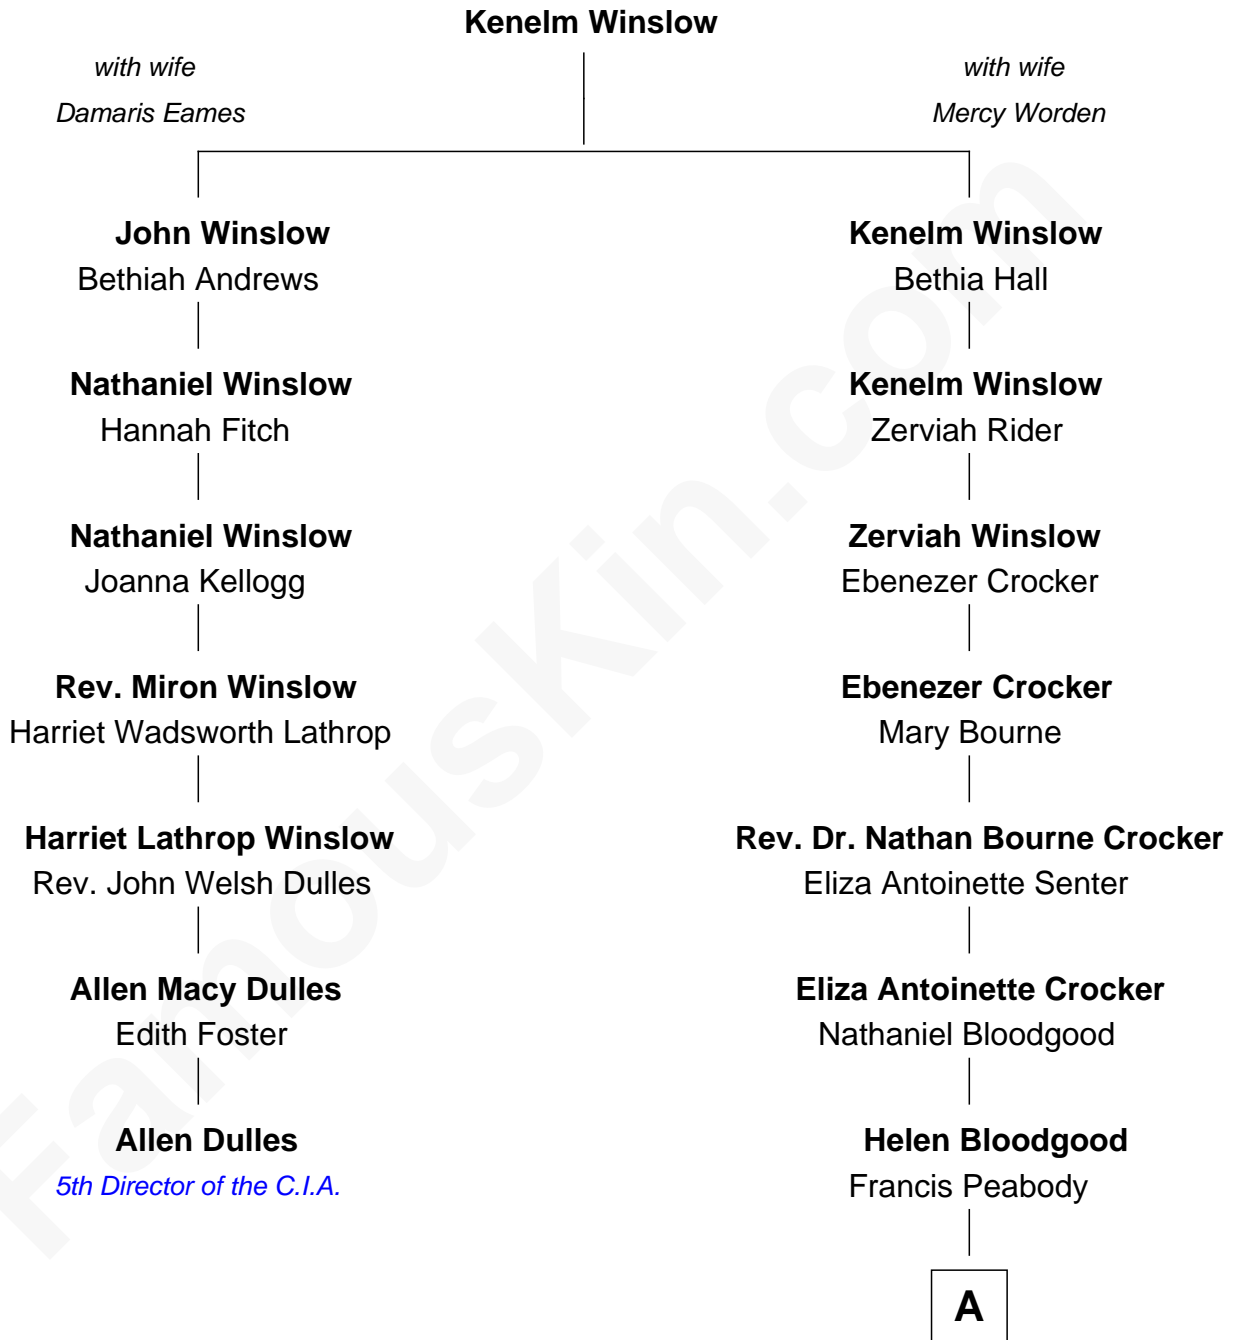 Kenelm Winslow
with wife
Damaris Eames
with wife
Mercy Worden
John Winslow
Bethiah Andrews
Kenelm Winslow
Bethia Hall
Nathaniel Winslow
Hannah Fitch
Kenelm Winslow
Zerviah Rider
Nathaniel Winslow
Joanna Kellogg
Zerviah Winslow
Ebenezer Crocker
Rev. Miron Winslow
Harriet Wadsworth Lathrop
Ebenezer Crocker
Mary Bourne
Harriet Lathrop Winslow
Rev. John Welsh Dulles
Rev. Dr. Nathan Bourne Crocker
Eliza Antoinette Senter
Allen Macy Dulles
Edith Foster
Eliza Antoinette Crocker
Nathaniel Bloodgood
Allen Dulles
5th Director of the C.I.A.
Helen Bloodgood
Francis Peabody
A
FamousKin.com